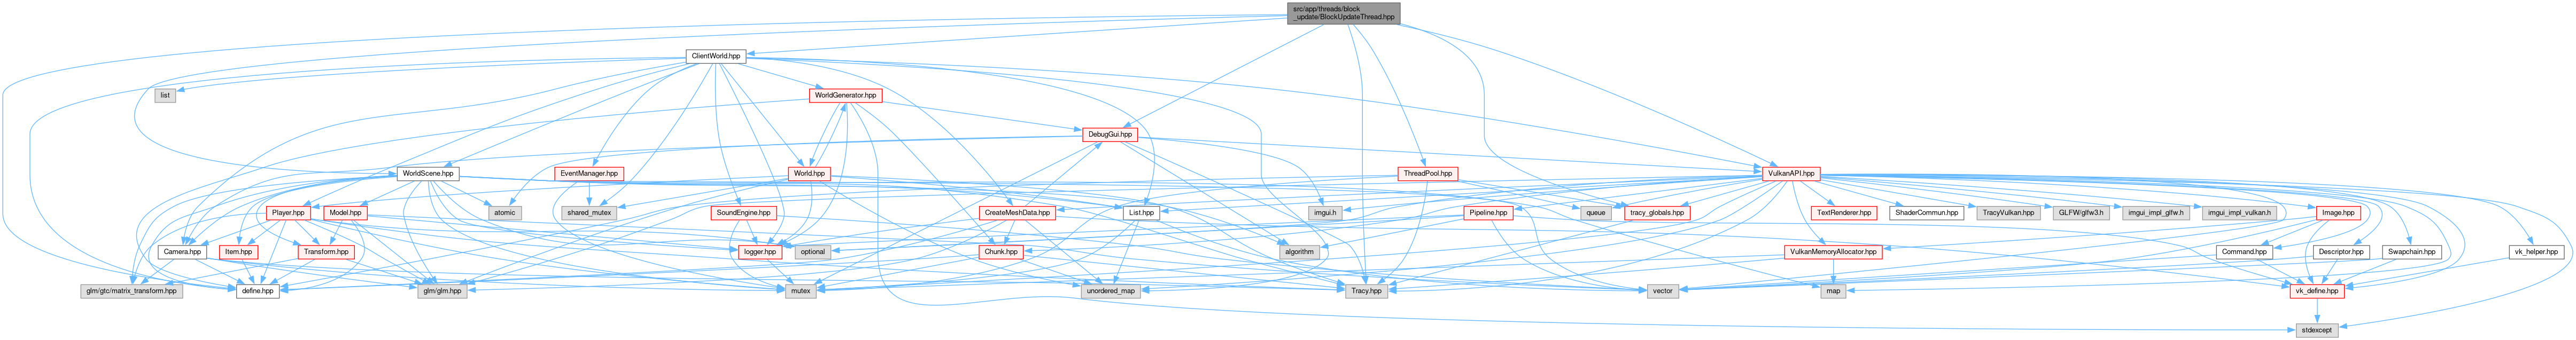 src/app/threads/block
_update/BlockUpdateThread.hpp
ClientWorld.hpp
list
WorldGenerator.hpp
DebugGui.hpp
EventManager.hpp
World.hpp
WorldScene.hpp
ThreadPool.hpp
VulkanAPI.hpp
Player.hpp
Model.hpp
atomic
shared_mutex
SoundEngine.hpp
CreateMeshData.hpp
List.hpp
imgui.h
Pipeline.hpp
queue
tracy_globals.hpp
TextRenderer.hpp
ShaderCommun.hpp
TracyVulkan.hpp
GLFW/glfw3.h
imgui_impl_glfw.h
imgui_impl_vulkan.h
Image.hpp
Camera.hpp
Item.hpp
Transform.hpp
logger.hpp
optional
Chunk.hpp
algorithm
VulkanMemoryAllocator.hpp
Command.hpp
Descriptor.hpp
Swapchain.hpp
vk_helper.hpp
glm/gtc/matrix_transform.hpp
define.hpp
glm/glm.hpp
mutex
unordered_map
Tracy.hpp
vector
map
vk_define.hpp
stdexcept